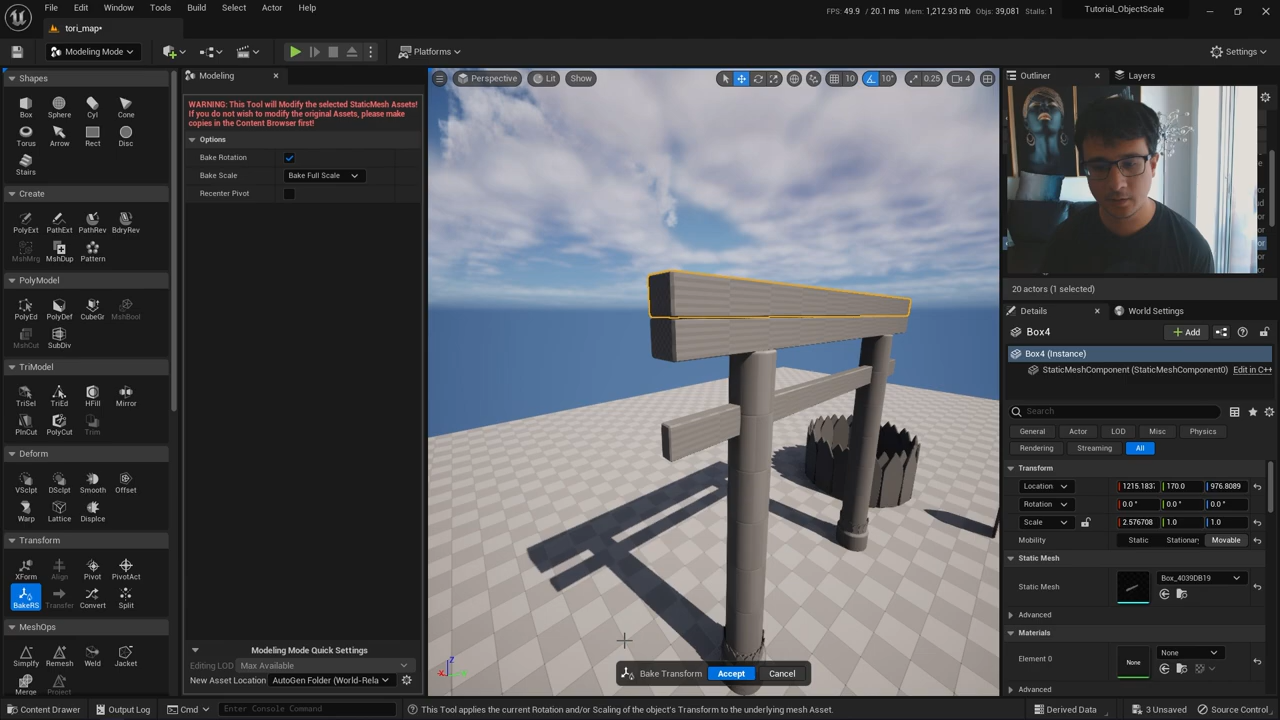 File Edit Window Tools Build Select Actor Help
FPS: 49.9 / 20.1 ms Mem: 1,212.93 mb Objs: 39,081 Stalls: 1
Tutorial_ObjectScale
tori_map•
Modeling Mode
Platforms
Settings
Shapes
Box Sphere Cyl Cone
Torus Arrow Rect Disc
Stairs
Create
PolyExt PathExt PathRev BdryRev
MshMrg MshDup Pattern
PolyModel
PolyEd PolyDef CubeGr MshBool
MshCut SubDiv
TriModel
TriSel TriEd HFill Mirror
PlnCut PolyCut Trim
Deform
VSclpt DSclpt Smooth Offset
Warp Lattice Displce
Transform
XForm Align Pivot PivotAct
BakeRS Transfer Convert Split
MeshOps
Simplfy Remesh Weld Jacket
Merge Project
Modeling
WARNING: This Tool will Modify the selected StaticMesh Assets!
If you do not wish to modify the original Assets, please make
copies in the Content Browser first!
Options
Bake Rotation
Bake Scale Bake Full Scale
Recenter Pivot
Modeling Mode Quick Settings
Editing LOD Max Available
New Asset Location AutoGen Folder (World-Rela
Perspective Lit Show
10 10° 0.25 4
Z
X
Bake Transform Accept Cancel
Outliner Layers
20 actors (1 selected)
Details World Settings
Box4
Add
Box4 (Instance)
StaticMeshComponent (StaticMeshComponent0) Edit in C++
Search
General Actor LOD Misc Physics
Rendering Streaming All
Transform
Location 1215.1837 170.0 976.8089
Rotation 0.0 ° 0.0 ° 0.0 °
Scale 2.576708 1.0 1.0
Mobility Static Stationary Movable
Static Mesh
Static Mesh Box_4039DB19
Advanced
Materials
Element 0 None None
Advanced
Content Drawer Output Log Cmd Enter Console Command
This Tool applies the current Rotation and/or Scaling of the object's Transform to the underlying mesh Asset.
Derived Data 3 Unsaved Source Control